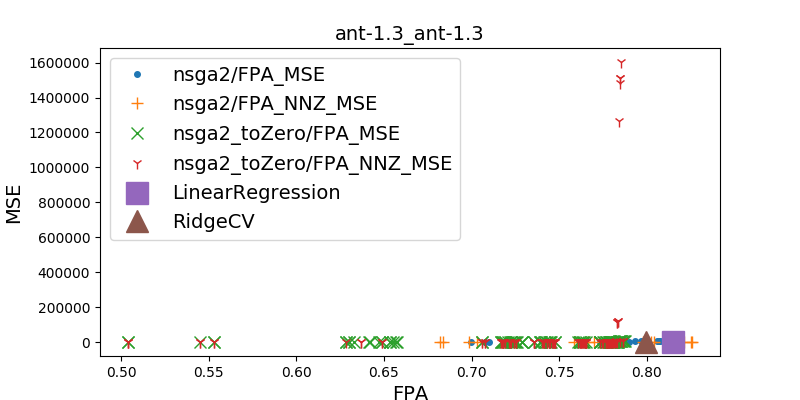 ant-1.3_ant-1.3
1600000
1400000
1200000
1000000
800000
600000
400000
200000
0
MSE
nsga2/FPA_MSE
nsga2/FPA_NNZ_MSE
nsga2_toZero/FPA_MSE
nsga2_toZero/FPA_NNZ_MSE
LinearRegression
RidgeCV
0.50 0.55 0.60 0.65 0.70 0.75 0.80
FPA